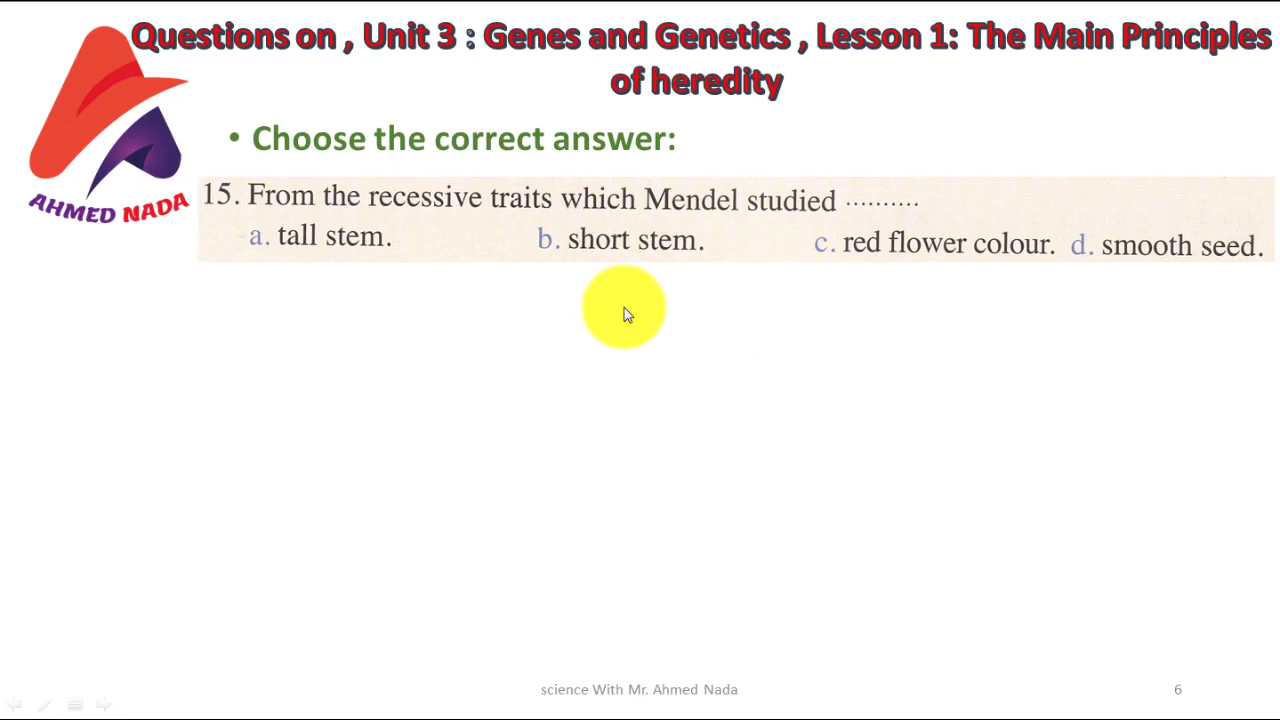 Questions on , Unit 3 : Genes and Genetics , Lesson 1: The Main Principles
of heredity
• Choose the correct answer:
AHMED NADA
15. From the recessive traits which Mendel studied ..........
a. tall stem. b. short stem. c. red flower colour. d. smooth seed.
science With Mr. Ahmed Nada 6